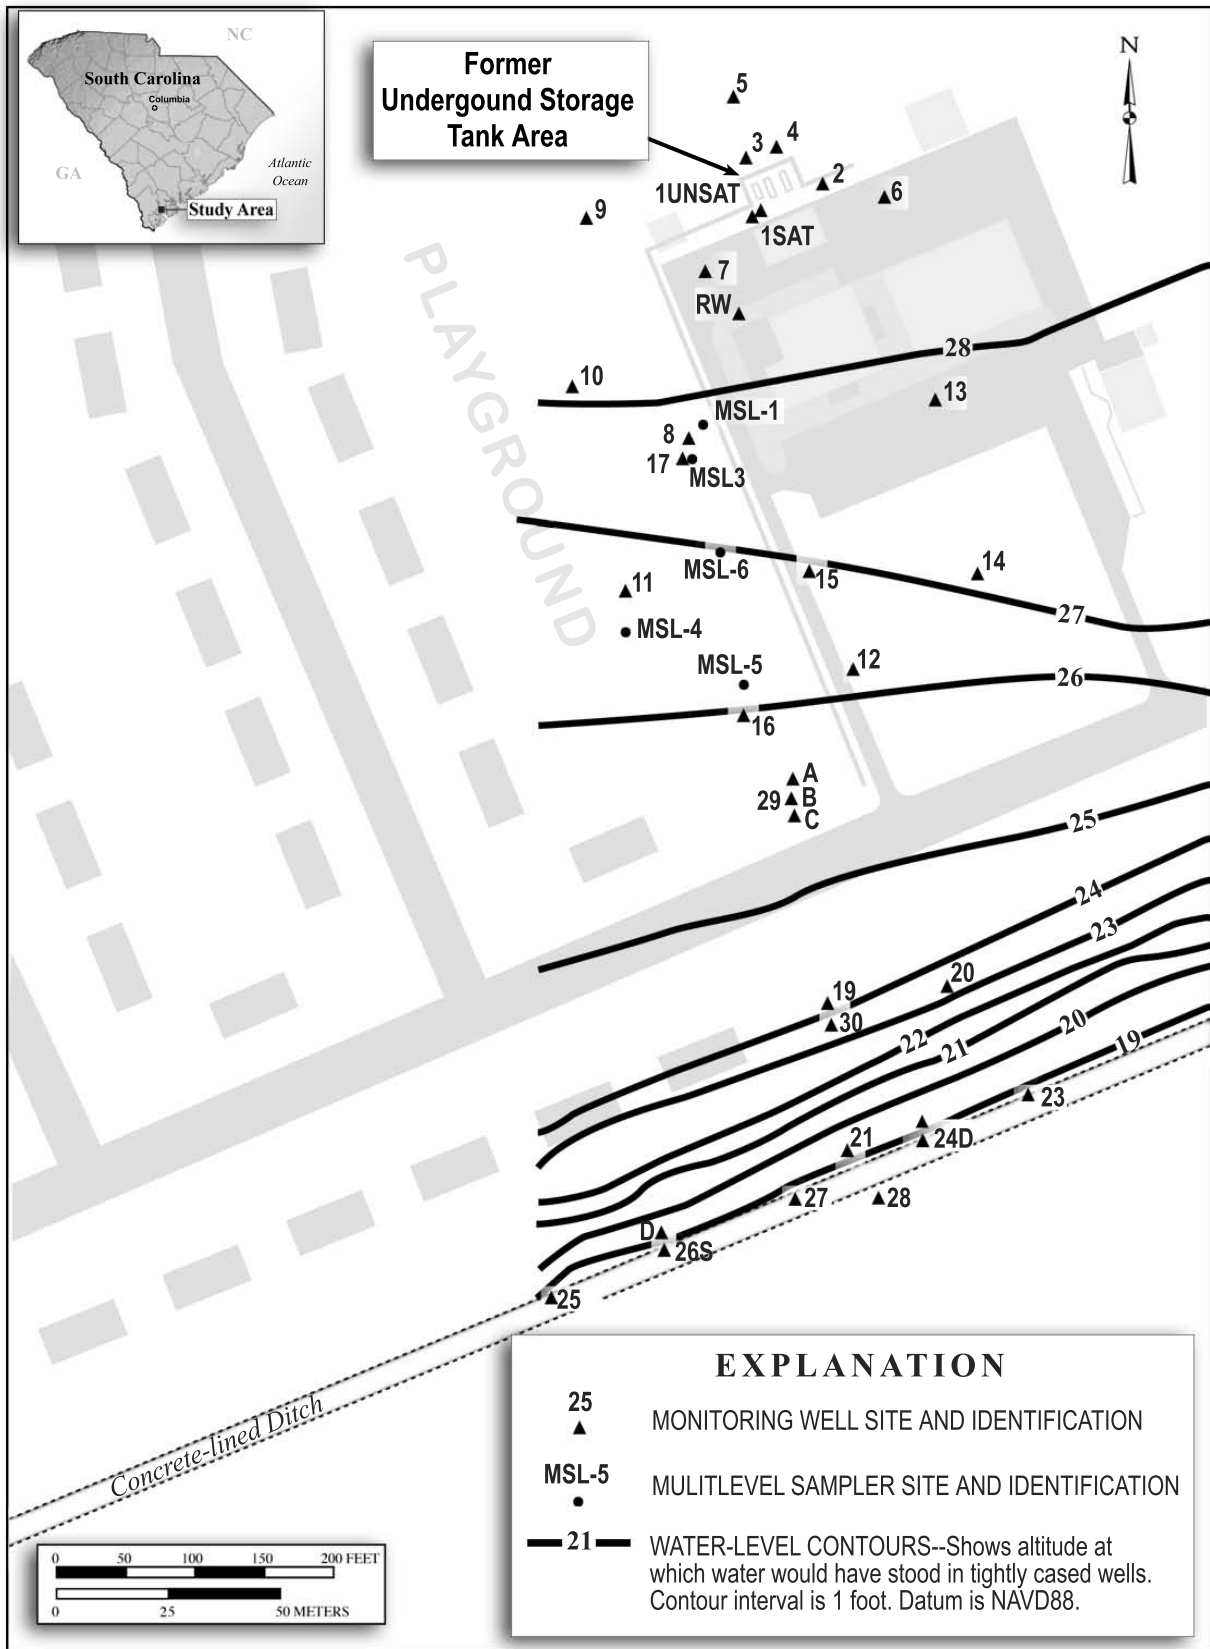 NC
South Carolina
Columbia
GA
Atlantic
Ocean
Study Area
Former
Undergound Storage
Tank Area
N
5
3
4
1UNSAT
2
6
9
1SAT
7
RW
PLAYGROUND
28
10
13
MSL-1
8
17
MSL3
MSL-6
15
14
11
27
MSL-4
MSL-5
12
26
16
A
29
B
C
25
24
23
20
19
30
22
21
20
19
23
21
24D
27
28
D
26S
25
Concrete-lined Ditch
EXPLANATION
25
MONITORING WELL SITE AND IDENTIFICATION
MSL-5
MULITLEVEL SAMPLER SITE AND IDENTIFICATION
21
WATER-LEVEL CONTOURS--Shows altitude at
which water would have stood in tightly cased wells.
Contour interval is 1 foot. Datum is NAVD88.
0 50 100 150 200 FEET
0 25 50 METERS